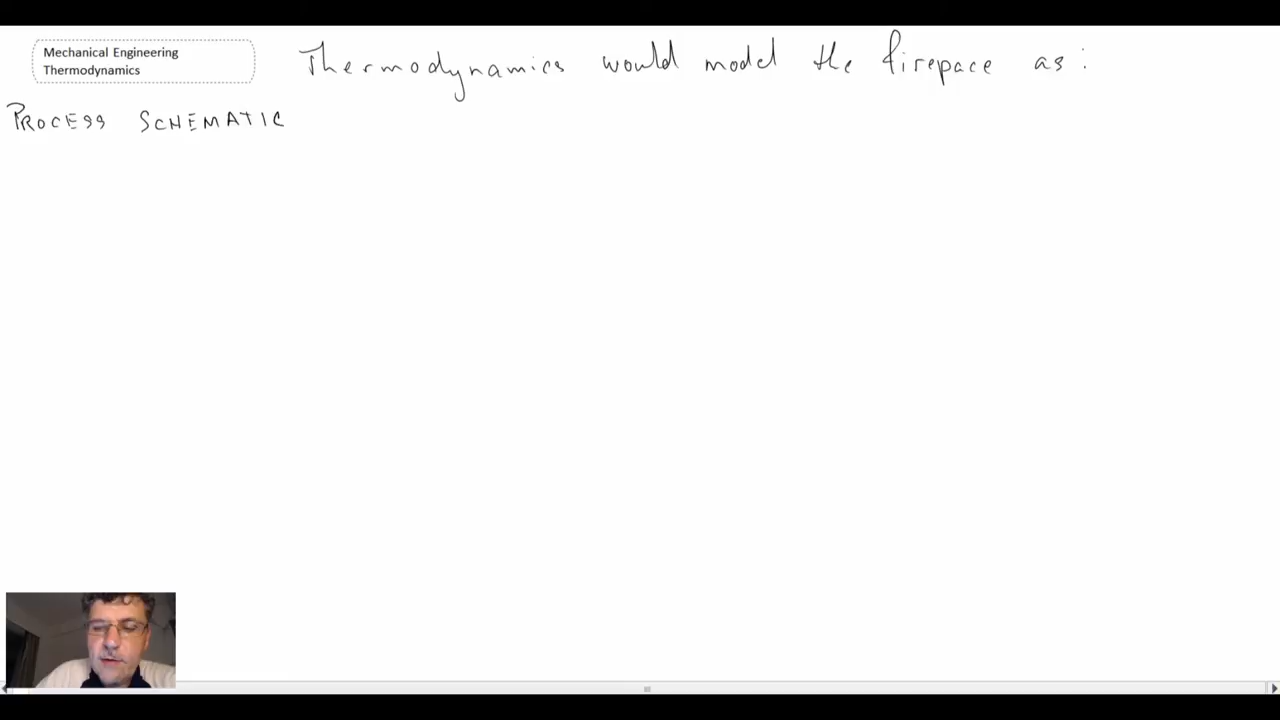 Mechanical Engineering
Thermodynamics
Thermodynamics would model the firepace as:
PROCESS SCHEMATIC